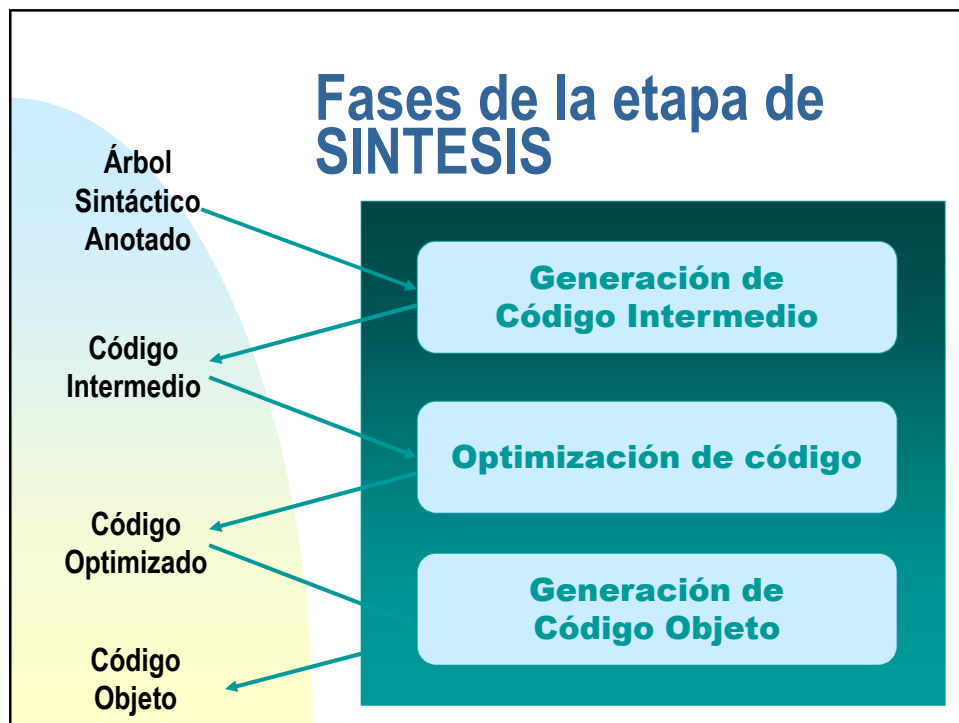 Fases de la etapa de
SINTESIS
Árbol
Sintáctico
Anotado
Generación de
Código Intermedio
Código
Intermedio
Optimización de código
Código
Optimizado
Generación de
Código Objeto
Código
Objeto